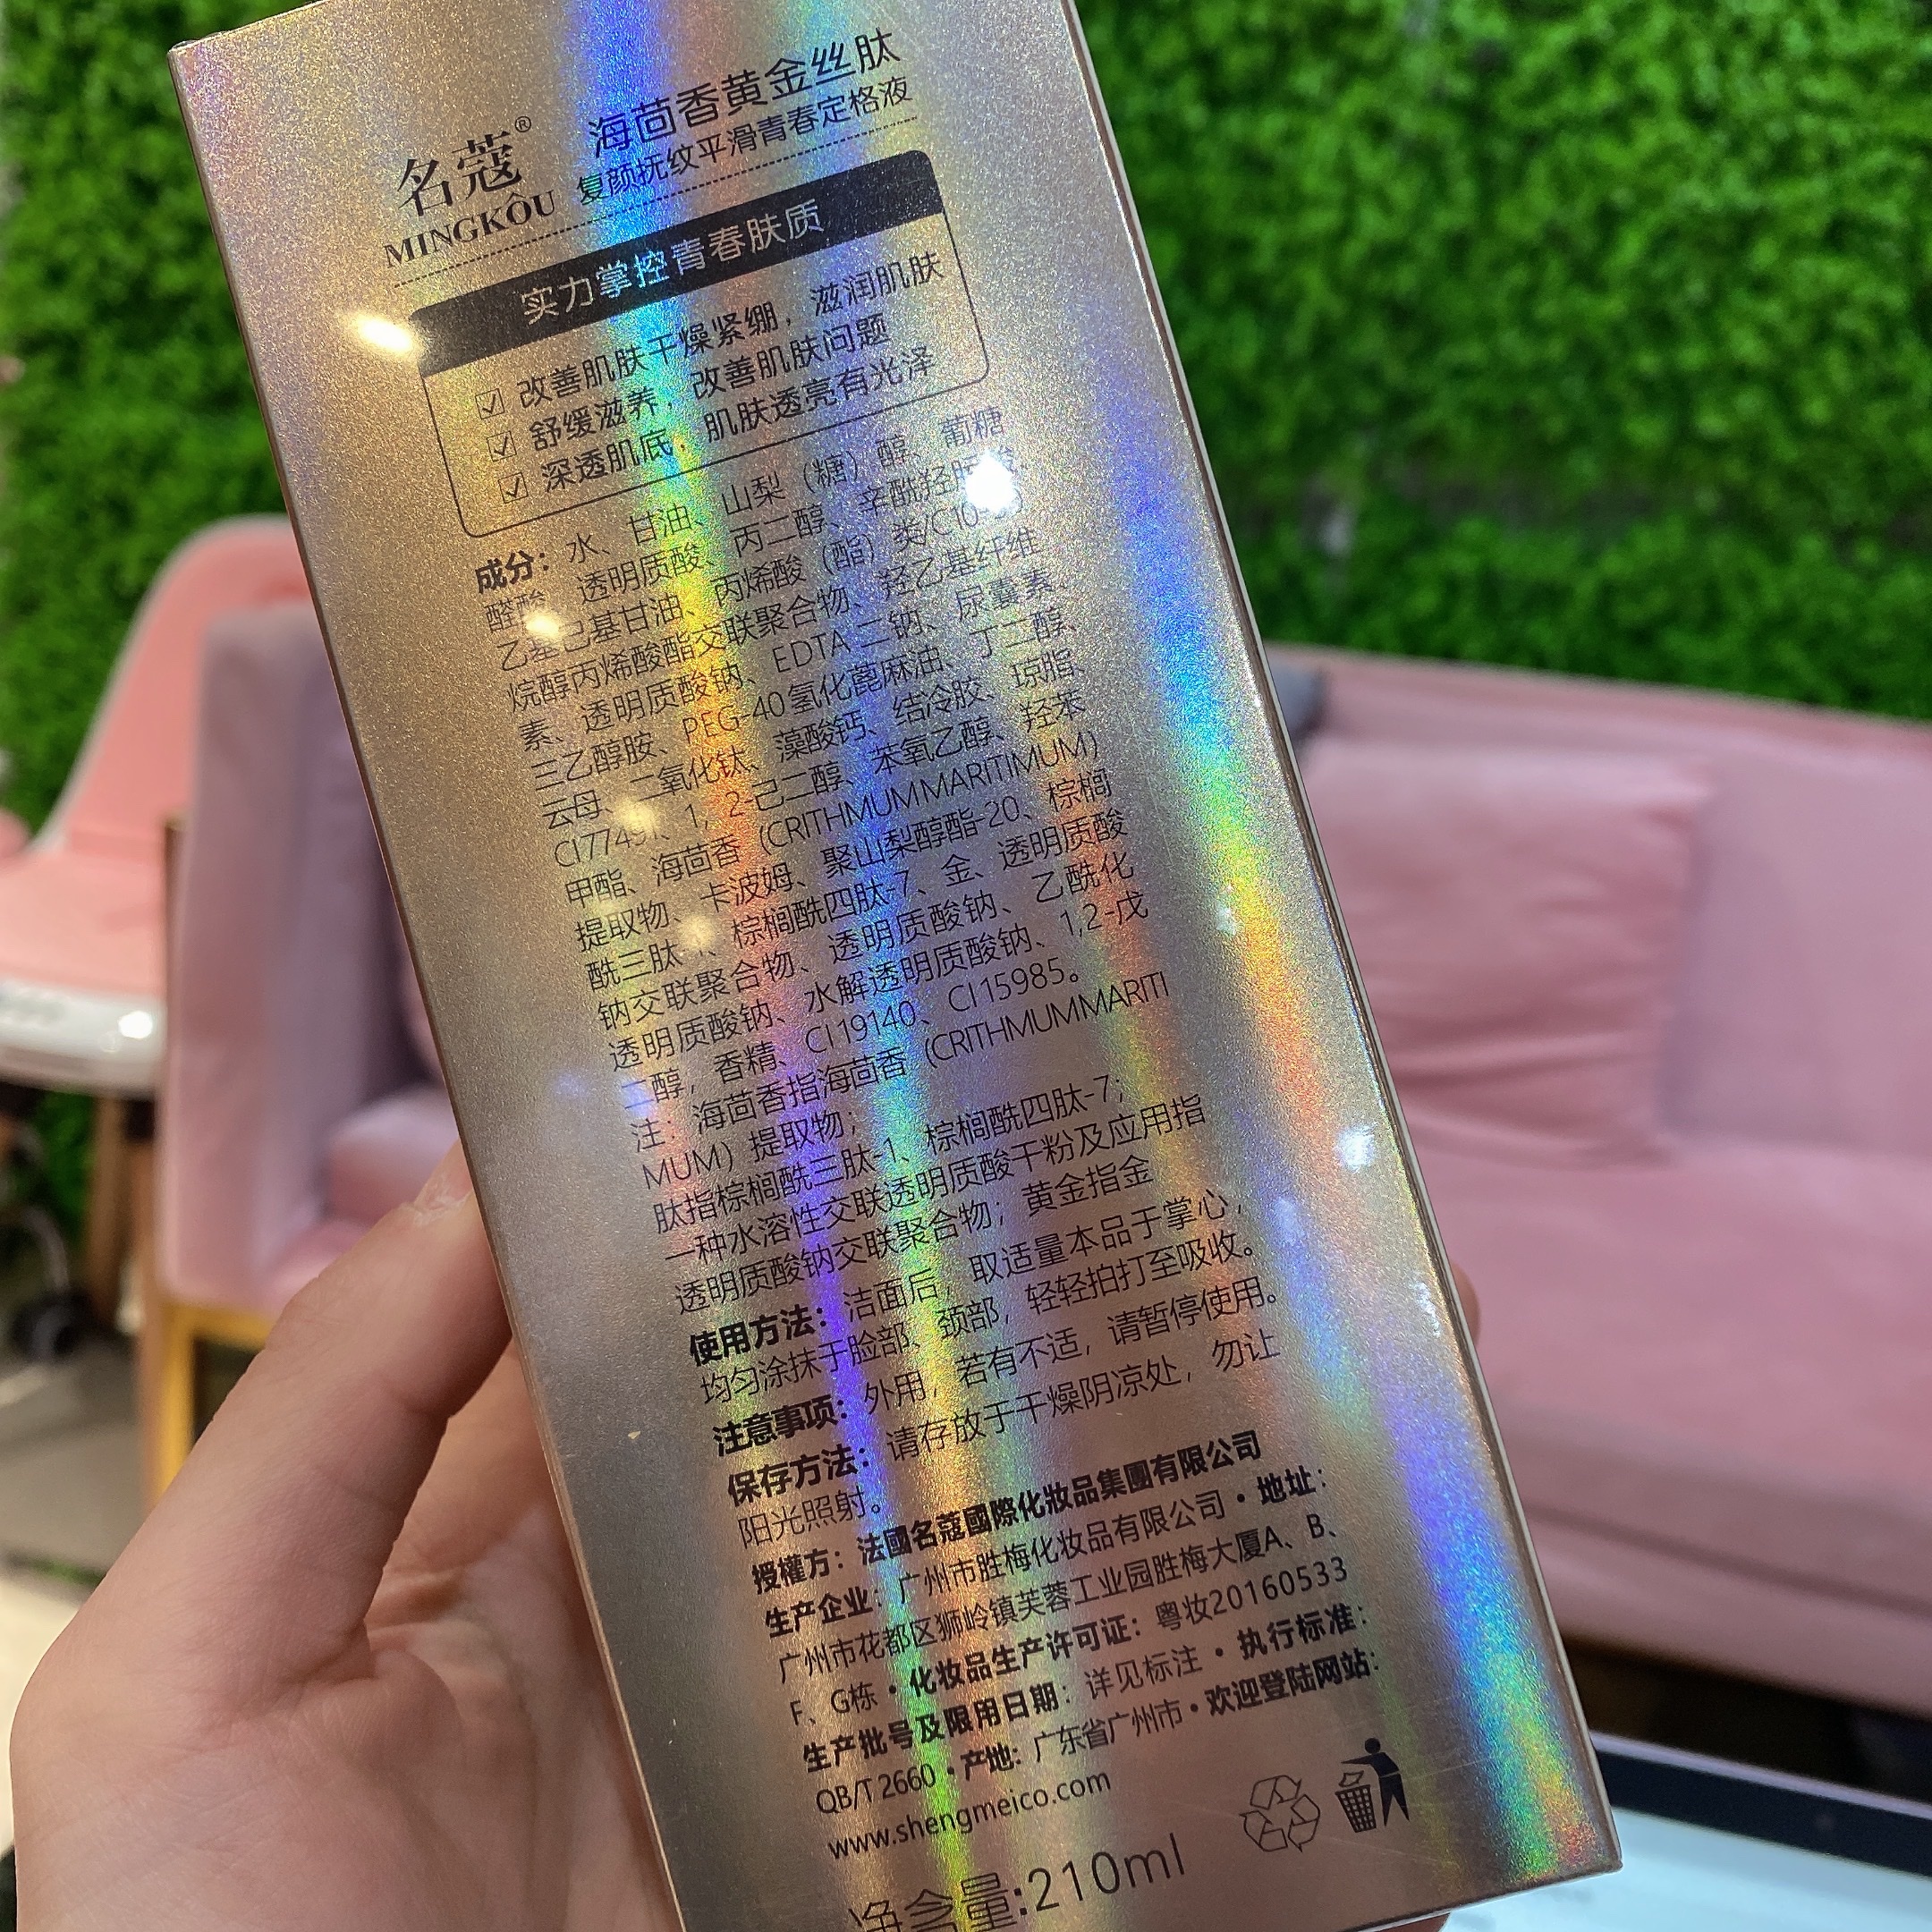 名蔻®
MINGKÔU
海茴香黄金丝肽
复颜抚纹平滑青春定格液
实力掌控青春肤质
改善肌肤干燥紧绷，滋润肌肤
舒缓滋养，改善肌肤问题
深透肌底，肌肤透亮有光泽
成分：水、甘油、山梨（糖）醇、葡糖
醛酸、透明质酸、丙二醇、辛酰羟肟酸、
乙基己基甘油、丙烯酸（酯）类/C10-30
烷醇丙烯酸酯交联聚合物、羟乙基纤维
素、透明质酸钠、EDTA二钠、尿囊素、
三乙醇胺、PEG-40氢化蓖麻油、丁二醇、
云母、二氧化钛、藻酸钙、结冷胶、琼脂、
CI77491、1，2-己二醇、苯氧乙醇、羟苯
甲酯、海茴香（CRITHMUM MARITIMUM）
提取物、卡波姆、聚山梨醇酯-20、棕榈
酰三肽-1、棕榈酰四肽-7、金、透明质酸
钠交联聚合物、透明质酸钠、乙酰化
透明质酸钠、水解透明质酸钠、1,2-戊
二醇，香精、CI 19140、CI 15985。
注：海茴香指海茴香（CRITHMUM MARITI
MUM）提取物；
肽指棕榈酰三肽-1、棕榈酰四肽-7；
一种水溶性交联透明质酸干粉及应用指
透明质酸钠交联聚合物；黄金指金
使用方法：洁面后，取适量本品于掌心，
均匀涂抹于脸部、颈部，轻轻拍打至吸收。
注意事项：外用，若有不适，请暂停使用。
保存方法：请存放于干燥阴凉处，勿让
阳光照射。
授權方：法國名蔻國際化妝品集團有限公司
生产企业：广州市胜梅化妆品有限公司·地址：
广州市花都区狮岭镇芙蓉工业园胜梅大厦A、B、
F、G栋·化妆品生产许可证：粤妆20160533
生产批号及限用日期：详见标注·执行标准：
QB/T 2660·产地：广东省广州市·欢迎登陆网站：
www.shengmeico.com
净含量:210ml